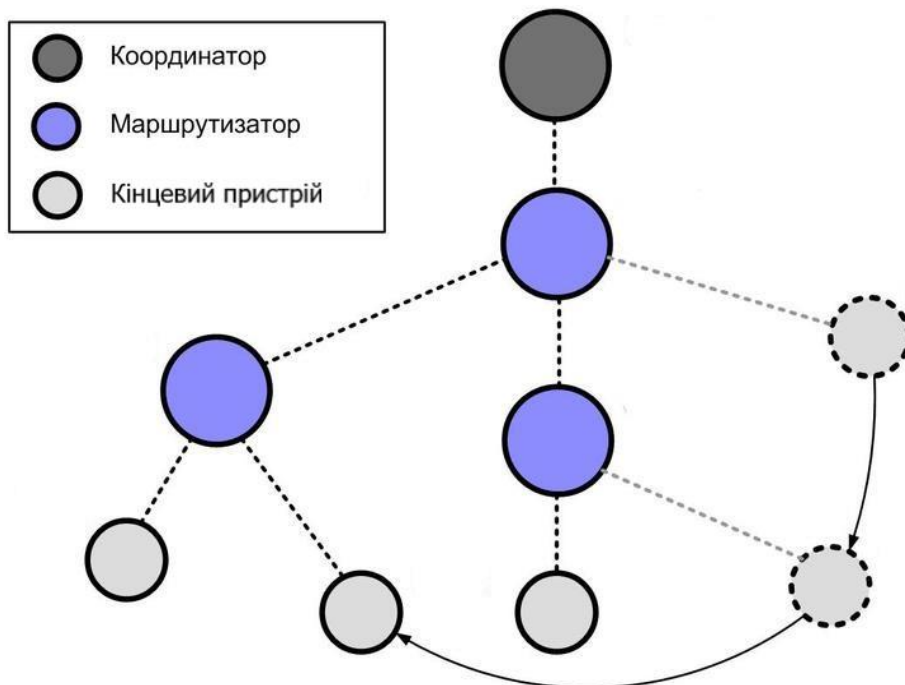 Координатор
Маршрутизатор
Кінцевий пристрій